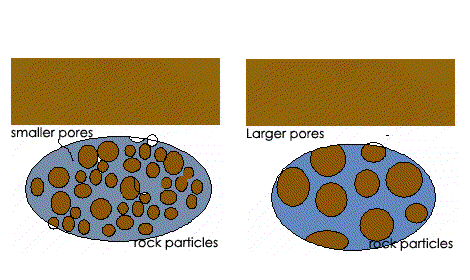 smaller pores
Larger pores
rock particles
rock particles